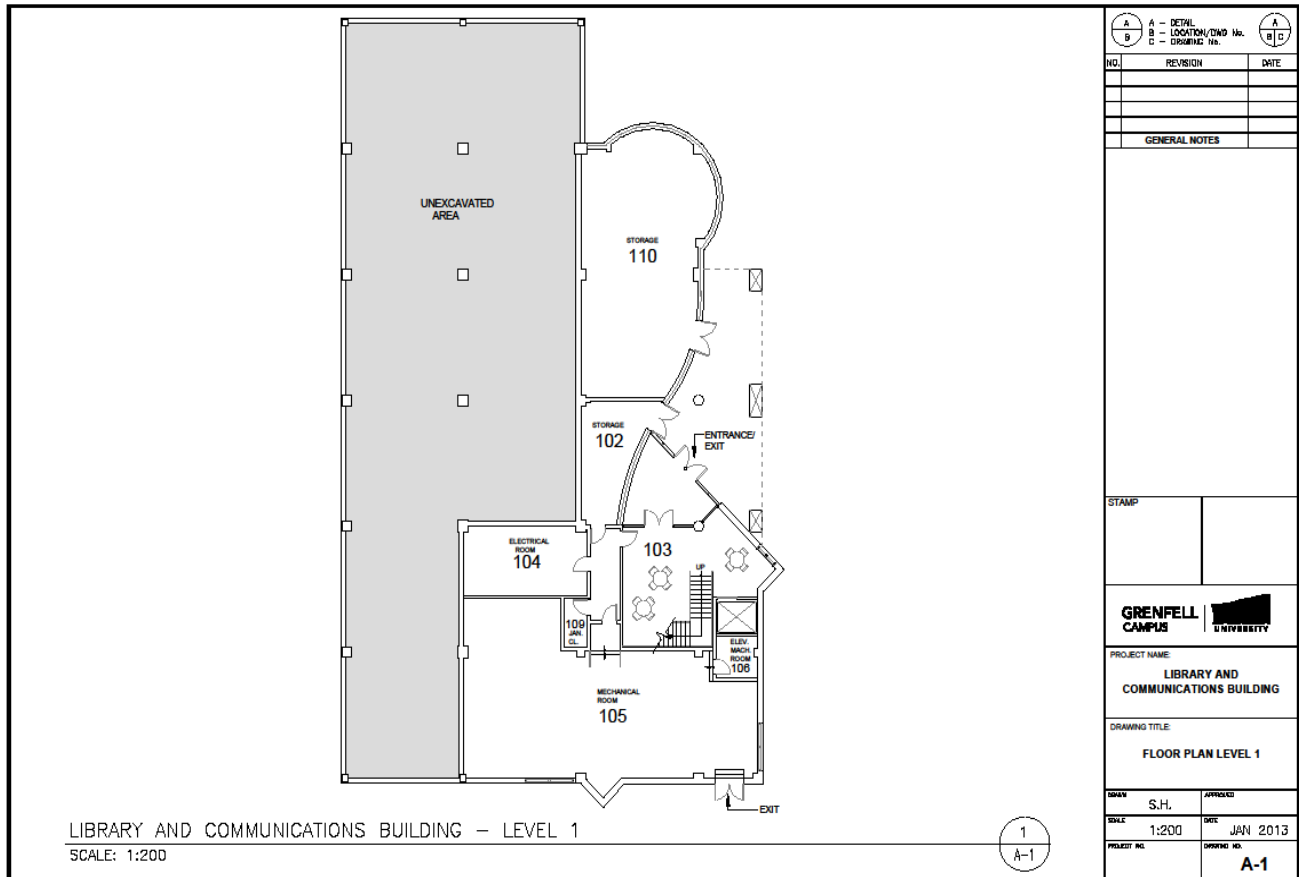 UNEXCAVATED
AREA
STORAGE
110
STORAGE
102
ENTRANCE/
EXIT
ELECTRICAL
ROOM
104
103
UP
109
JAN.
CL.
ELEV.
MACH.
ROOM
106
MECHANICAL
ROOM
105
EXIT
LIBRARY AND COMMUNICATIONS BUILDING – LEVEL 1
SCALE: 1:200
1
A-1
A
B
A – DETAIL
B – LOCATION/DWG No.
C – DRAWING No.
A
B C
NO. REVISION DATE
GENERAL NOTES
STAMP
GRENFELL
CAMPUS
UNIVERSITY
PROJECT NAME:
LIBRARY AND
COMMUNICATIONS BUILDING
DRAWING TITLE:
FLOOR PLAN LEVEL 1
DRAWN
S.H.
APPROVED
SCALE
1:200
DATE
JAN 2013
PROJECT NO.
DRAWING NO.
A-1